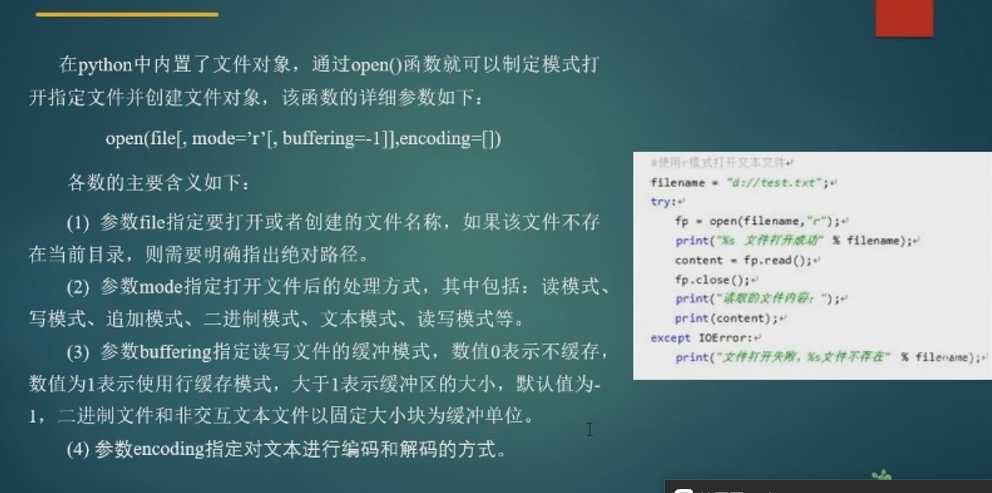 在python中内置了文件对象，通过open()函数就可以制定模式打
开指定文件并创建文件对象，该函数的详细参数如下：
open(file[, mode='r'[, buffering=-1]],encoding=[])
各数的主要含义如下：
(1) 参数file指定要打开或者创建的文件名称，如果该文件不存
在当前目录，则需要明确指出绝对路径。
(2) 参数mode指定打开文件后的处理方式，其中包括：读模式、
写模式、追加模式、二进制模式、文本模式、读写模式等。
(3) 参数buffering指定读写文件的缓冲模式，数值0表示不缓存，
数值为1表示使用行缓存模式，大于1表示缓冲区的大小，默认值为-
1，二进制文件和非交互文本文件以固定大小块为缓冲单位。
(4) 参数encoding指定对文本进行编码和解码的方式。
#使用r模式打开文本文件
filename = "d://test.txt";
try:
fp = open(filename,"r");
print("%s 文件打开成功" % filename);
content = fp.read();
fp.close();
print("读取的文件内容：");
print(content);
except IOError:
print("文件打开失败，%s文件不存在" % filename);